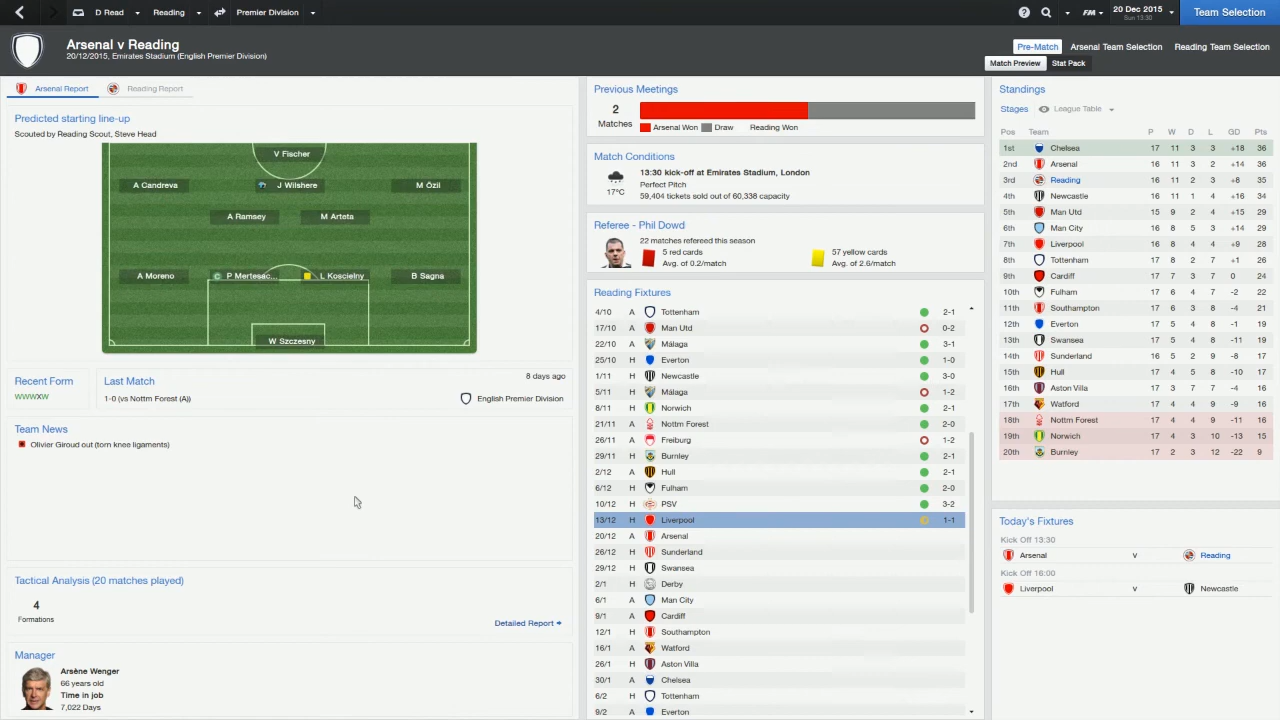 D Read Reading Premier Division FM 20 Dec 2015 Team Selection
Sun 13:30
Arsenal v Reading
20/12/2015, Emirates Stadium (English Premier Division)
Pre-Match Arsenal Team Selection Reading Team Selection
Match Preview Stat Pack
Arsenal Report Reading Report
Predicted starting line-up
Scouted by Reading Scout, Steve Head
V Fischer
A Candreva J Wilshere M Özil
A Ramsey M Arteta
A Moreno P Mertesac... L Koscielny B Sagna
W Szczesny
Recent Form
wwwxw
Last Match 8 days ago
1-0 (vs Nottm Forest (A)) English Premier Division
Team News
Olivier Giroud out (torn knee ligaments)
Tactical Analysis (20 matches played)
4
Formations
Detailed Report
Manager
Arsène Wenger
66 years old
Time in job
7,022 Days
Previous Meetings
2
Matches
Arsenal Won Draw Reading Won
Match Conditions
17°C
13:30 kick-off at Emirates Stadium, London
Perfect Pitch
59,404 tickets sold out of 60,338 capacity
Referee - Phil Dowd
22 matches refereed this season
5 red cards 57 yellow cards
Avg. of 0.2/match Avg. of 2.6/match
Reading Fixtures
4/10 A Tottenham 2-1
17/10 A Man Utd 0-2
22/10 A Málaga 3-1
25/10 H Everton 1-0
1/11 H Newcastle 3-0
5/11 H Málaga 1-2
8/11 H Norwich 2-1
21/11 A Nottm Forest 2-0
26/11 A Freiburg 1-2
29/11 H Burnley 2-1
2/12 A Hull 2-1
6/12 H Fulham 2-0
10/12 H PSV 3-2
13/12 H Liverpool 1-1
20/12 A Arsenal
26/12 H Sunderland
29/12 H Swansea
2/1 H Derby
6/1 A Man City
9/1 A Cardiff
12/1 H Southampton
16/1 A Watford
26/1 H Aston Villa
30/1 A Chelsea
6/2 H Tottenham
9/2 A Everton
Standings
Stages League Table
Pos Team P W D L GD Pts
1st Chelsea 17 11 3 3 +18 36
2nd Arsenal 16 11 3 2 +14 36
3rd Reading 16 11 2 3 +8 35
4th Newcastle 16 11 1 4 +16 34
5th Man Utd 15 9 2 4 +15 29
6th Man City 16 8 5 3 +14 29
7th Liverpool 16 8 4 4 +9 28
8th Tottenham 17 8 2 7 +1 26
9th Cardiff 17 7 3 7 0 24
10th Fulham 17 6 4 7 -2 22
11th Southampton 17 6 3 8 -4 21
12th Everton 17 5 4 8 -1 19
13th Swansea 17 5 4 8 -11 19
14th Sunderland 16 5 2 9 -8 17
15th Hull 17 4 5 8 -10 17
16th Aston Villa 17 3 7 7 -4 16
17th Watford 17 4 4 9 -9 16
18th Nottm Forest 17 4 4 9 -11 16
19th Norwich 17 4 3 10 -13 15
20th Burnley 17 2 3 12 -22 9
Today's Fixtures
Kick Off 13:30
Arsenal v Reading
Kick Off 16:00
Liverpool v Newcastle